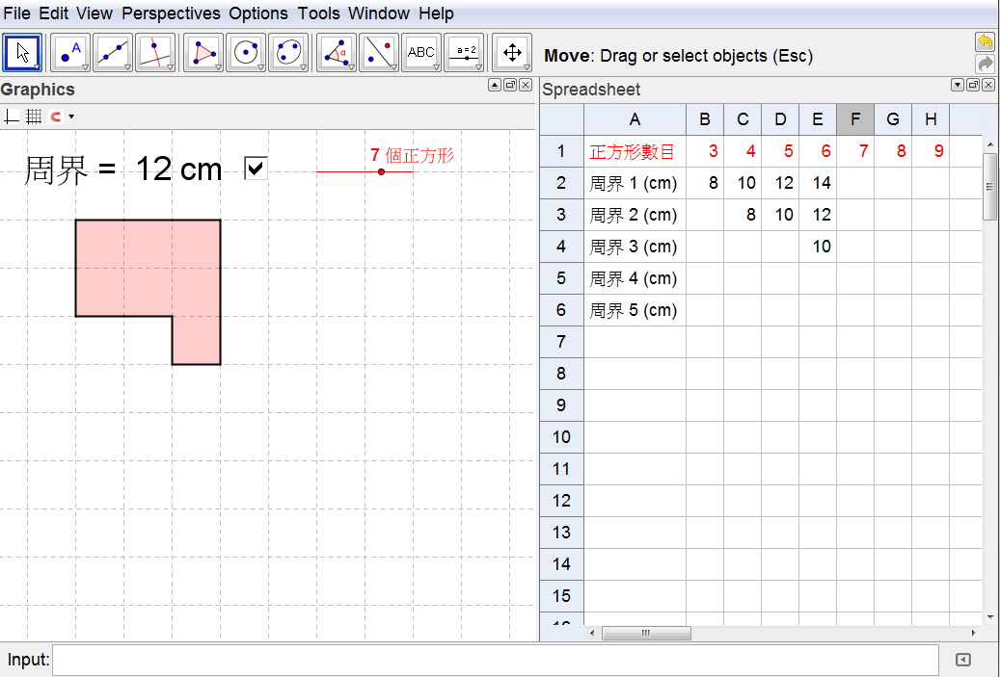 File Edit View Perspectives Options Tools Window Help
A
α
ABC
a=2
Move: Drag or select objects (Esc)
Graphics
周界 = 12 cm
7 個正方形
Spreadsheet
A B C D E F G H
1 正方形數目 3 4 5 6 7 8 9
2 周界 1 (cm) 8 10 12 14
3 周界 2 (cm) 8 10 12
4 周界 3 (cm) 10
5 周界 4 (cm)
6 周界 5 (cm)
7
8
9
10
11
12
13
14
15
16
Input: